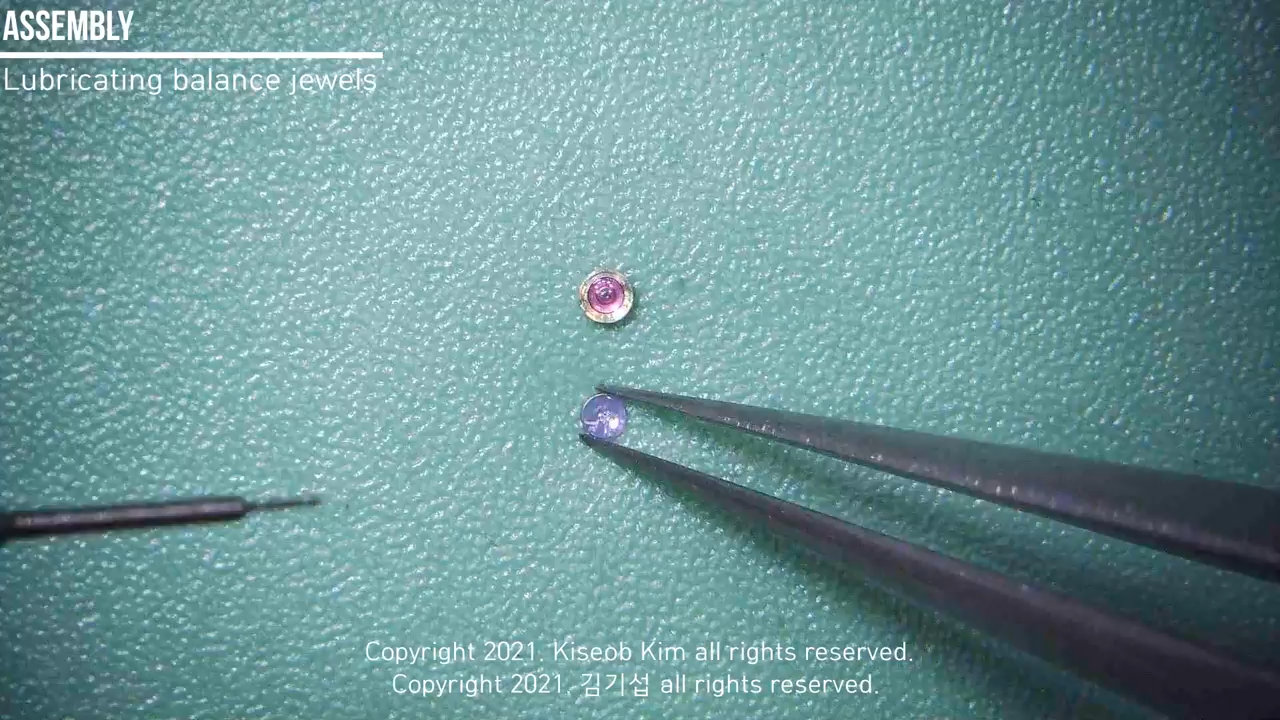 ASSEMBLY
Lubricating balance jewels
Copyright 2021. Kiseob Kim all rights reserved.
Copyright 2021. 김기섭 all rights reserved.